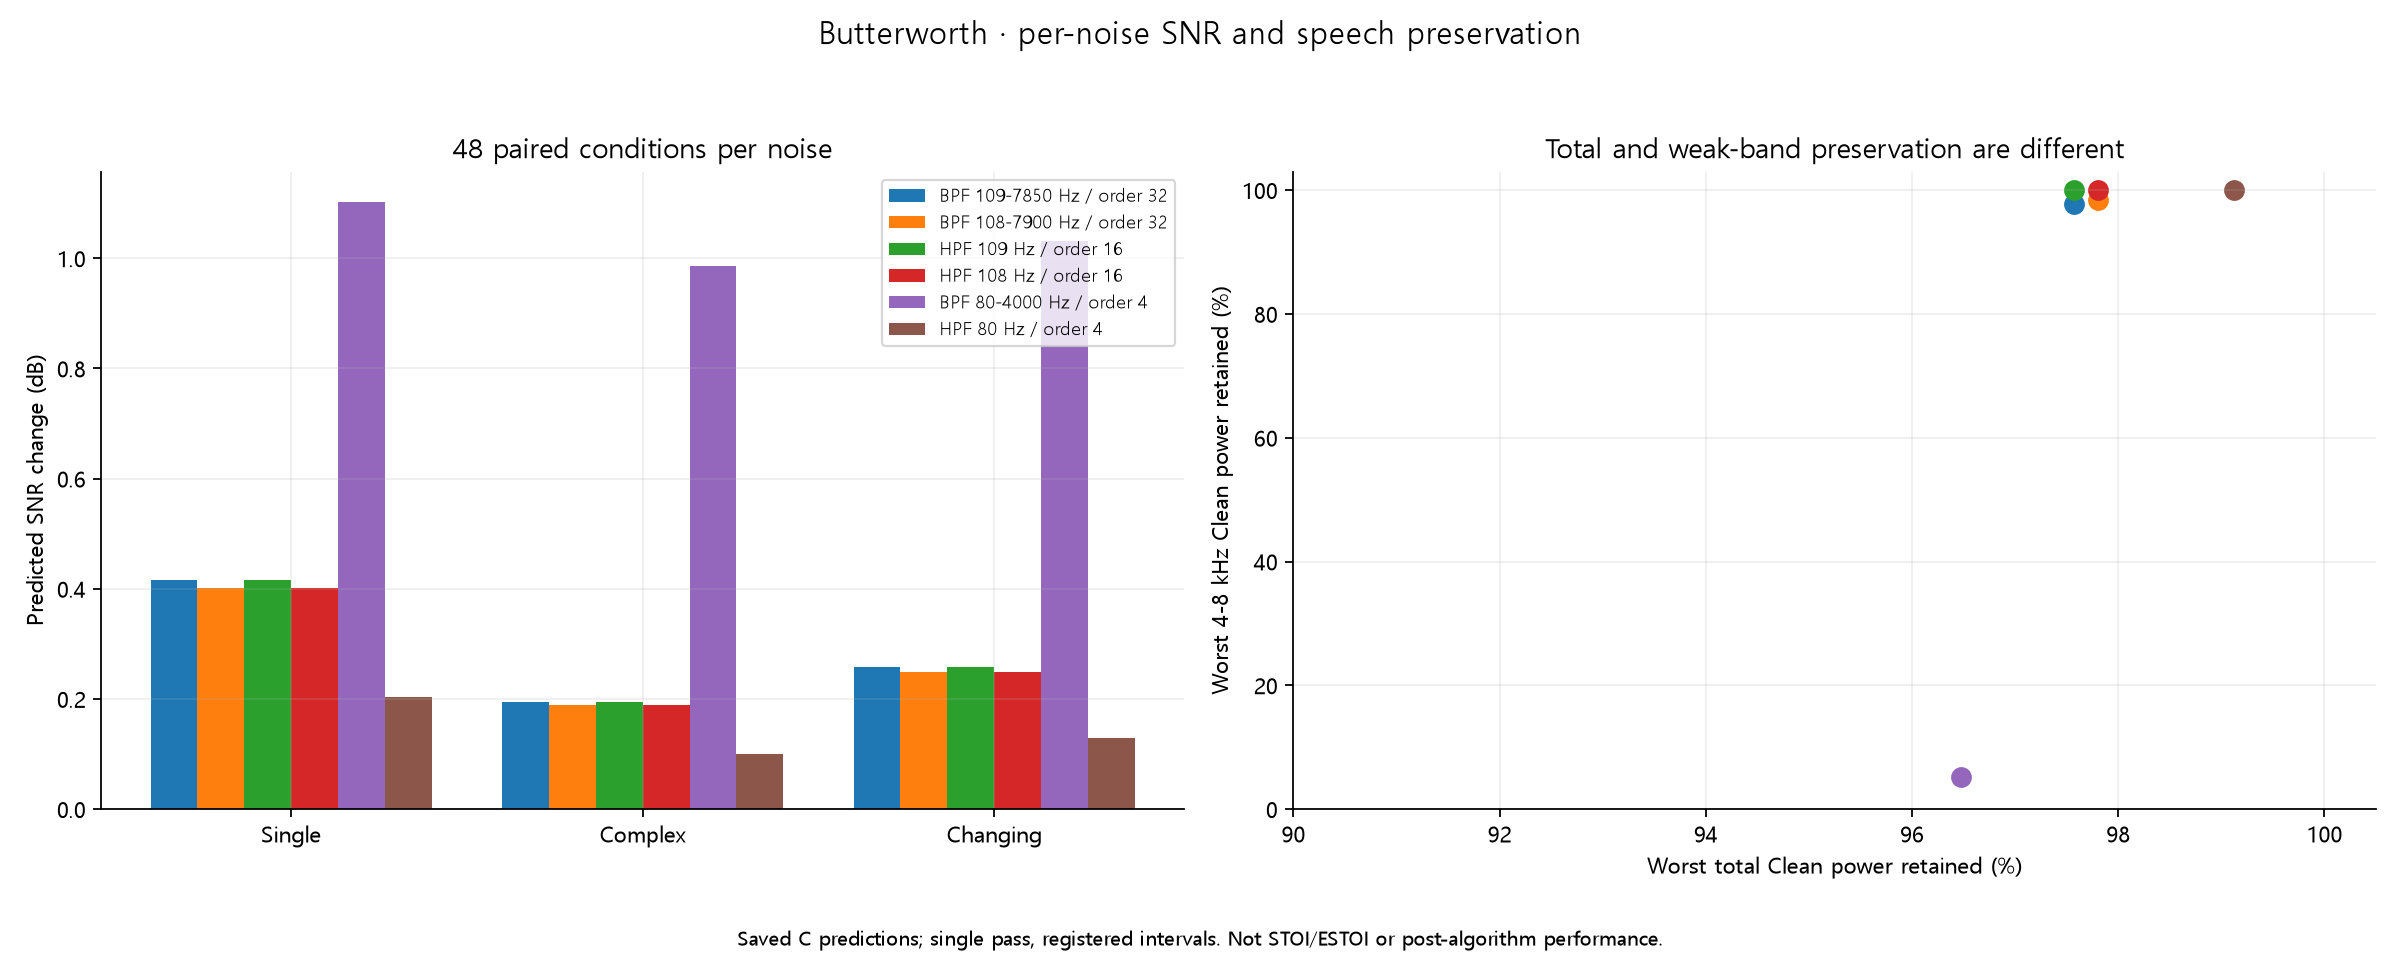 Butterworth · per-noise SNR and speech preservation
48 paired conditions per noise
Predicted SNR change (dB)
1.0
0.8
0.6
0.4
0.2
0.0
Single
Complex
Changing
BPF 109-7850 Hz / order 32
BPF 108-7900 Hz / order 32
HPF 109 Hz / order 16
HPF 108 Hz / order 16
BPF 80-4000 Hz / order 4
HPF 80 Hz / order 4
Total and weak-band preservation are different
Worst 4-8 kHz Clean power retained (%)
100
80
60
40
20
0
90
92
94
96
98
100
Worst total Clean power retained (%)
Saved C predictions; single pass, registered intervals. Not STOI/ESTOI or post-algorithm performance.